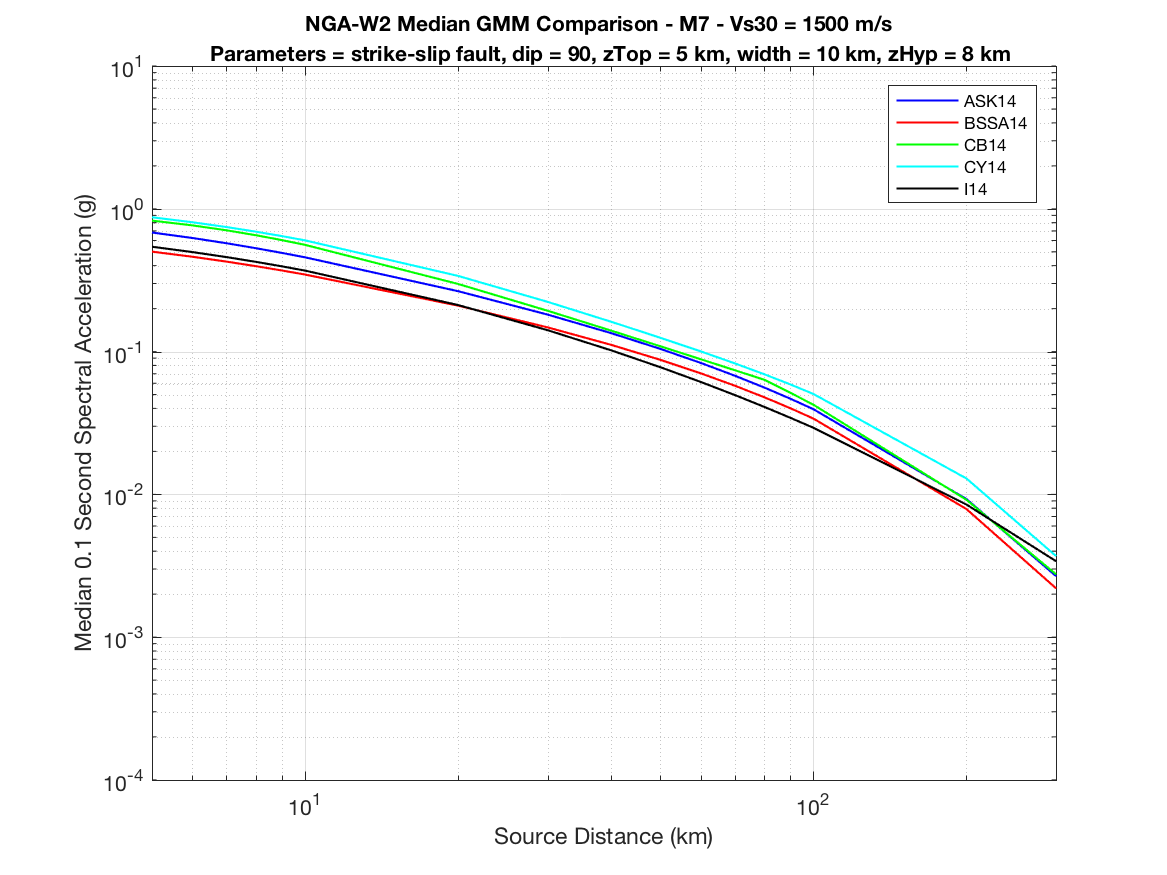 NGA-W2 Median GMM Comparison - M7 - Vs30 = 1500 m/s
Parameters = strike-slip fault, dip = 90, zTop = 5 km, width = 10 km, zHyp = 8 km
ASK14
BSSA14
CB14
CY14
I14
Median 0.1 Second Spectral Acceleration (g)
10^1
10^0
10^-1
10^-2
10^-3
10^-4
10^1
10^2
Source Distance (km)